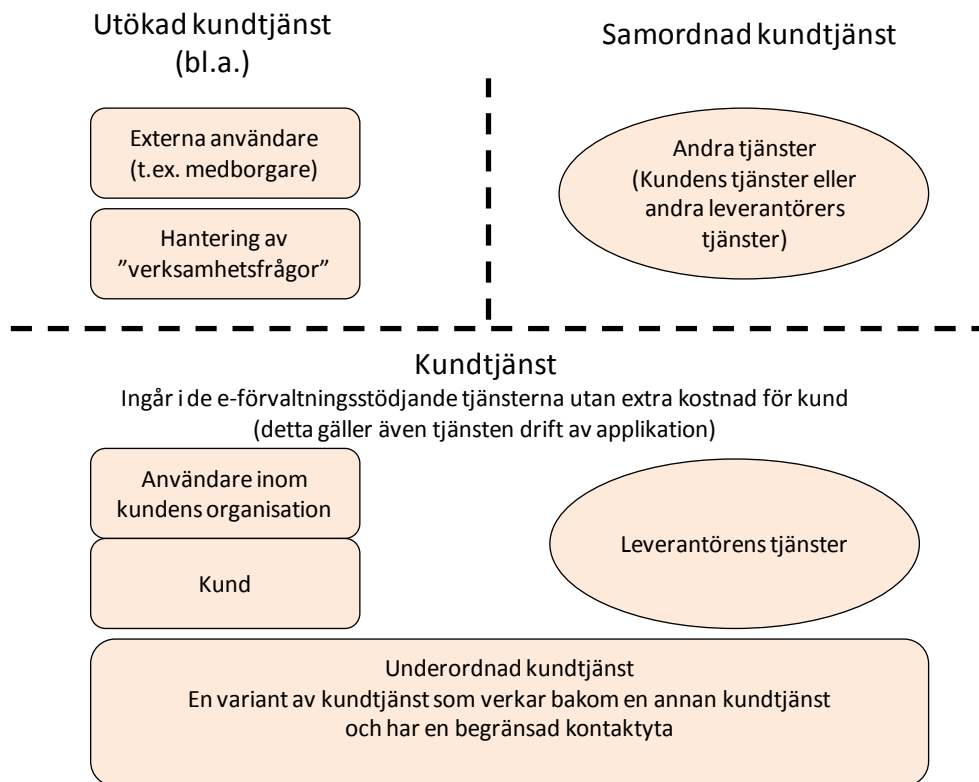 Utökad kundtjänst
(bl.a.)
Samordnad kundtjänst
Externa användare
(t.ex. medborgare)
Hantering av
”verksamhetsfrågor”
Andra tjänster
(Kundens tjänster eller
andra leverantörers
tjänster)
Kundtjänst
Ingår i de e-förvaltningsstödjande tjänsterna utan extra kostnad för kund
(detta gäller även tjänsten drift av applikation)
Användare inom
kundens organisation
Kund
Leverantörens tjänster
Underordnad kundtjänst
En variant av kundtjänst som verkar bakom en annan kundtjänst
och har en begränsad kontaktyta